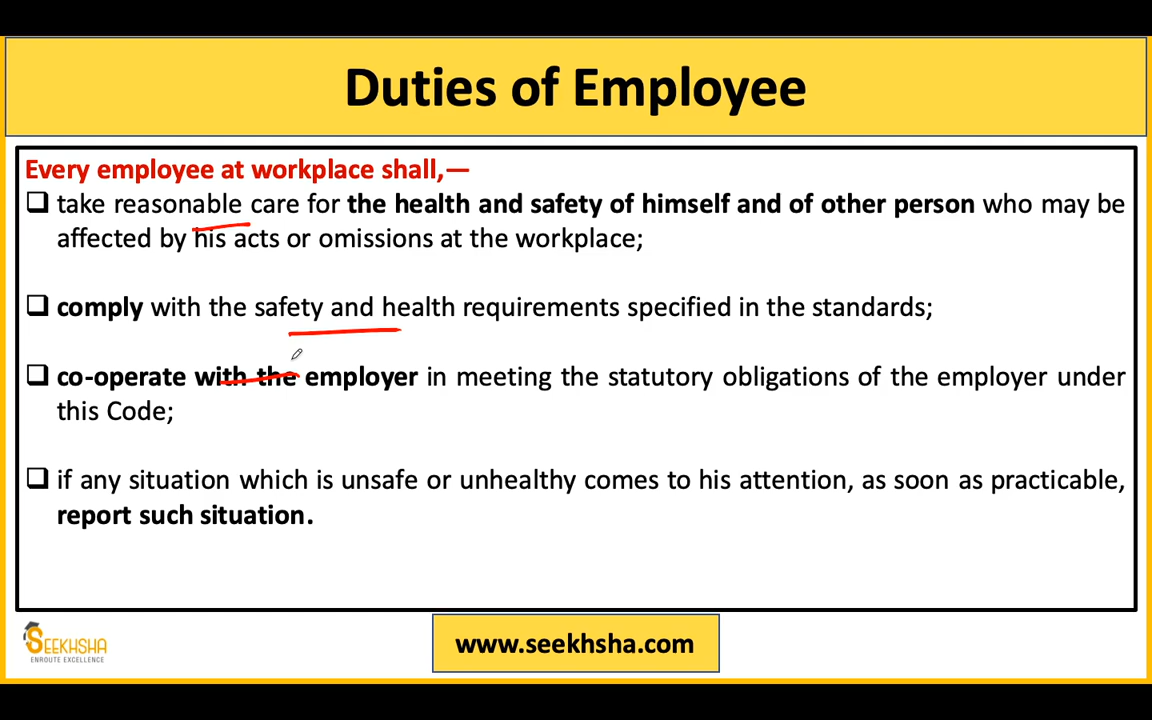 Duties of Employee
Every employee at workplace shall,—
❑ take reasonable care for the health and safety of himself and of other person who may be
affected by his acts or omissions at the workplace;
❑ comply with the safety and health requirements specified in the standards;
❑ co-operate with the employer in meeting the statutory obligations of the employer under
this Code;
❑ if any situation which is unsafe or unhealthy comes to his attention, as soon as practicable,
report such situation.
SEEKHSHA
ENROUTE EXCELLENCE
www.seekhsha.com